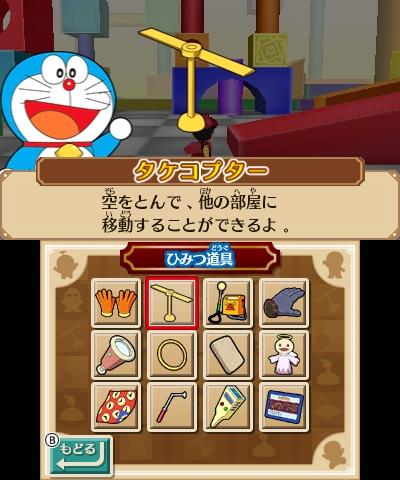 タケコプター
空をとんで、他の部屋に
移動することができるよ。
ひみつ道具
Ⓑ
もどる